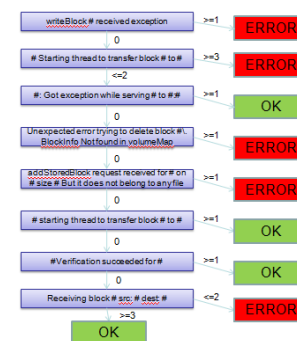 writeBlock # received exception
>=1
ERROR
0
# Starting thread to transfer block # to #
>=3
ERROR
<=2
#: Got exception while serving # to #:#
>=1
OK
0
Unexpected error trying to delete block #\.
BlockInfo Not found in volumeMap
>=1
ERROR
0
addStoredBlock request received for # on
# size # But it does not belong to any file
>=1
ERROR
0
# starting thread to transfer block # to #
>=1
OK
0
#Verification succeeded for #
>=1
OK
0
Receiving block # src: # dest: #
<=2
ERROR
>=3
OK